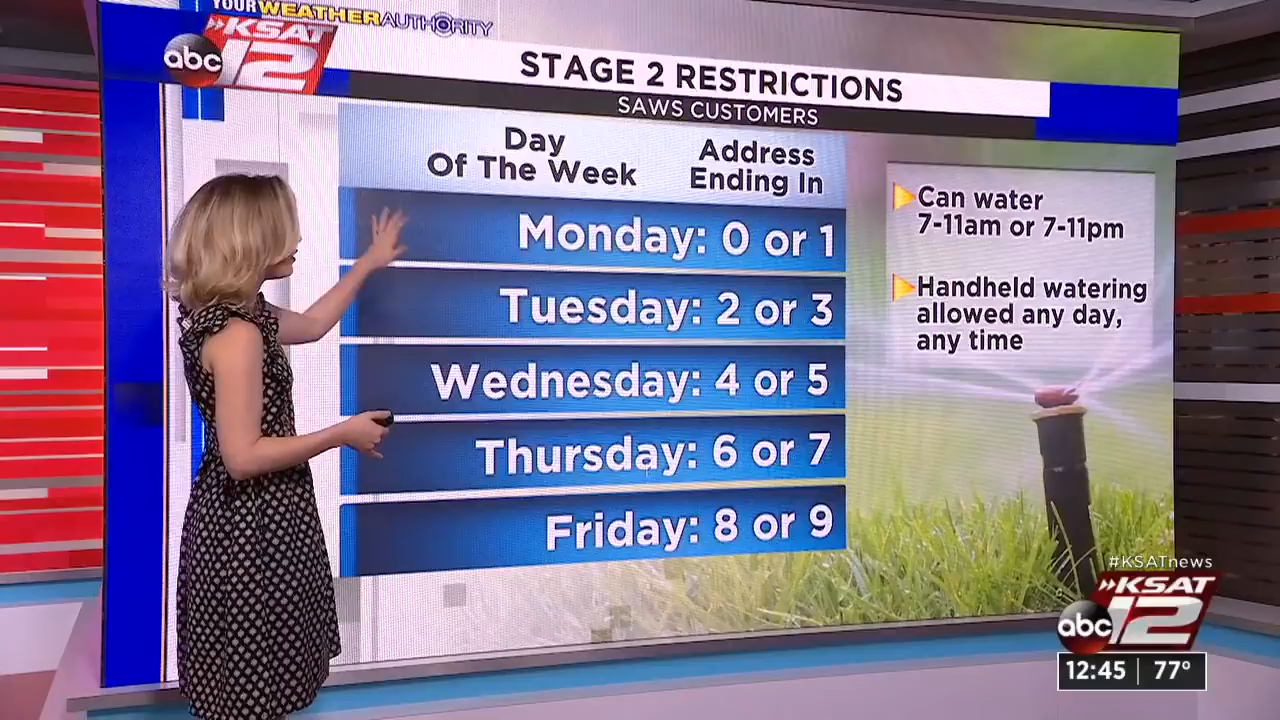 YOUR WEATHER AUTHORITY
KSAT
abc 12
STAGE 2 RESTRICTIONS
SAWS CUSTOMERS
Day
Of The Week
Address
Ending In
Monday: 0 or 1
Tuesday: 2 or 3
Wednesday: 4 or 5
Thursday: 6 or 7
Friday: 8 or 9
Can water
7-11am or 7-11pm
Handheld watering
allowed any day,
any time
#KSATnews
KSAT
abc 12
12:45 77°